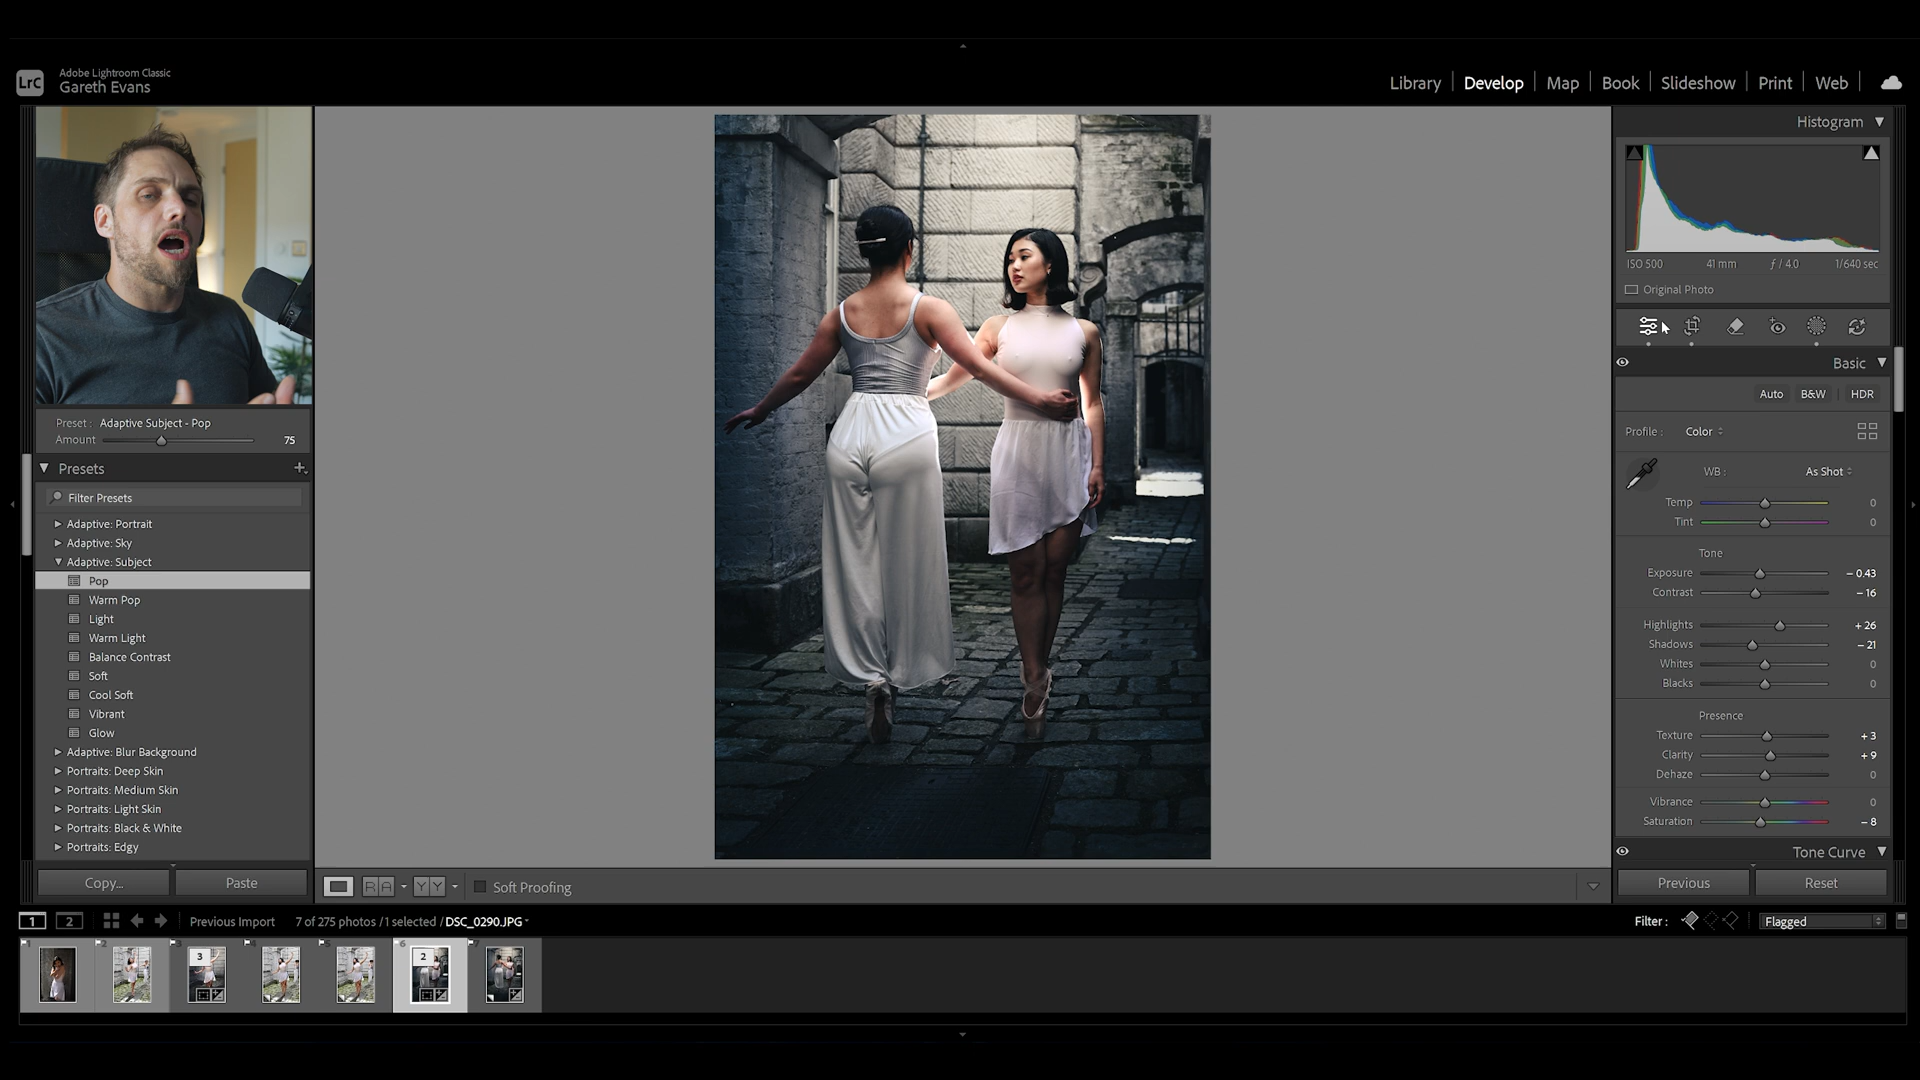 LrC
Adobe Lightroom Classic
Gareth Evans
Library
Develop
Map
Book
Slideshow
Print
Web
Preset : Adaptive Subject - Pop
Amount 75
Presets
Filter Presets
Adaptive: Portrait
Adaptive: Sky
Adaptive: Subject
Pop
Warm Pop
Light
Warm Light
Balance Contrast
Soft
Cool Soft
Vibrant
Glow
Adaptive: Blur Background
Portraits: Deep Skin
Portraits: Medium Skin
Portraits: Light Skin
Portraits: Black & White
Portraits: Edgy
Copy...
Paste
Histogram
ISO 500 41 mm ƒ / 4.0 1/640 sec
Original Photo
Basic
Auto B&W HDR
Profile : Color
WB : As Shot
Temp 0
Tint 0
Tone
Exposure − 0.43
Contrast − 16
Highlights + 26
Shadows − 21
Whites 0
Blacks 0
Presence
Texture + 3
Clarity + 9
Dehaze 0
Vibrance 0
Saturation − 8
Tone Curve
Previous
Reset
R A
Y Y
Soft Proofing
1 2
Previous Import
7 of 275 photos / 1 selected / DSC_0290.JPG
Filter :
Flagged
3
2